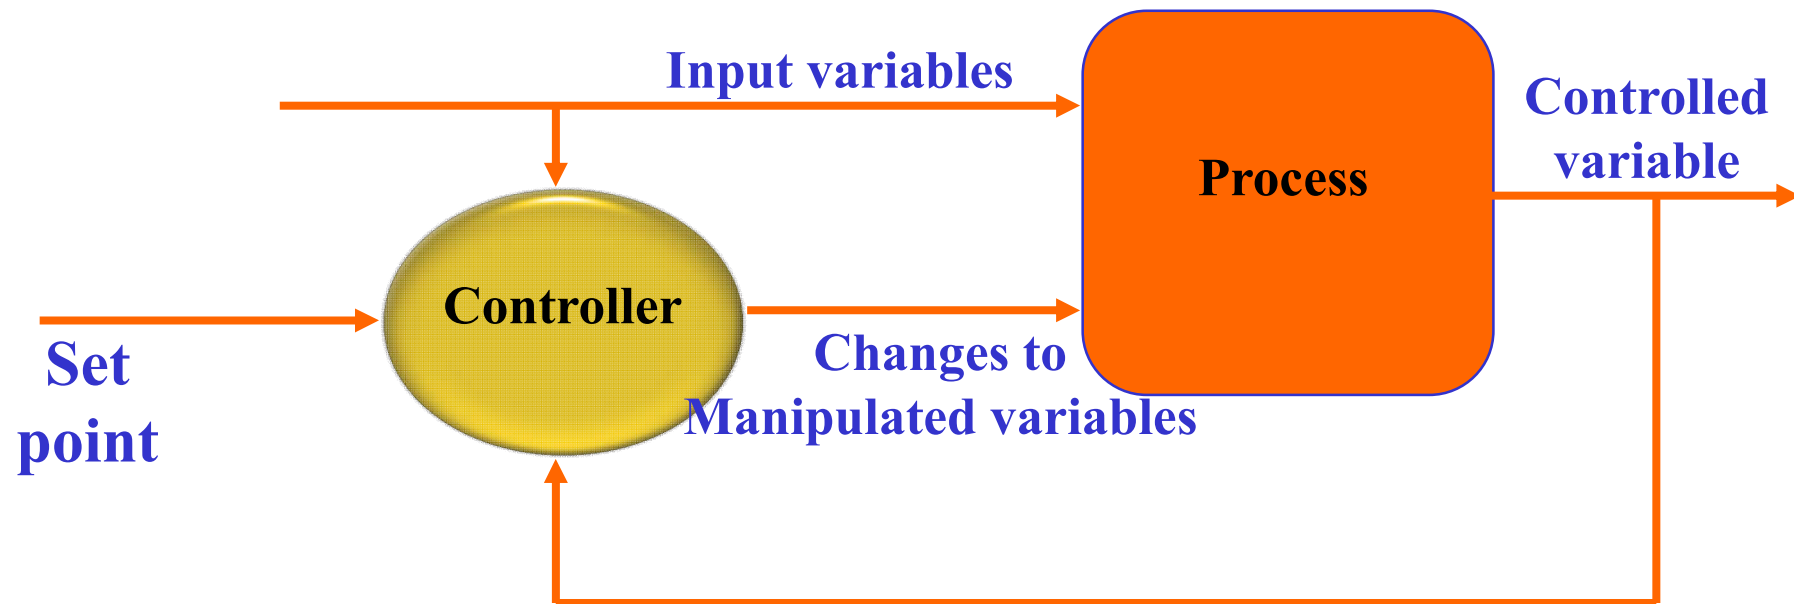 Input variables
Controlled
variable
Process
Controller
Set
point
Changes to
Manipulated variables